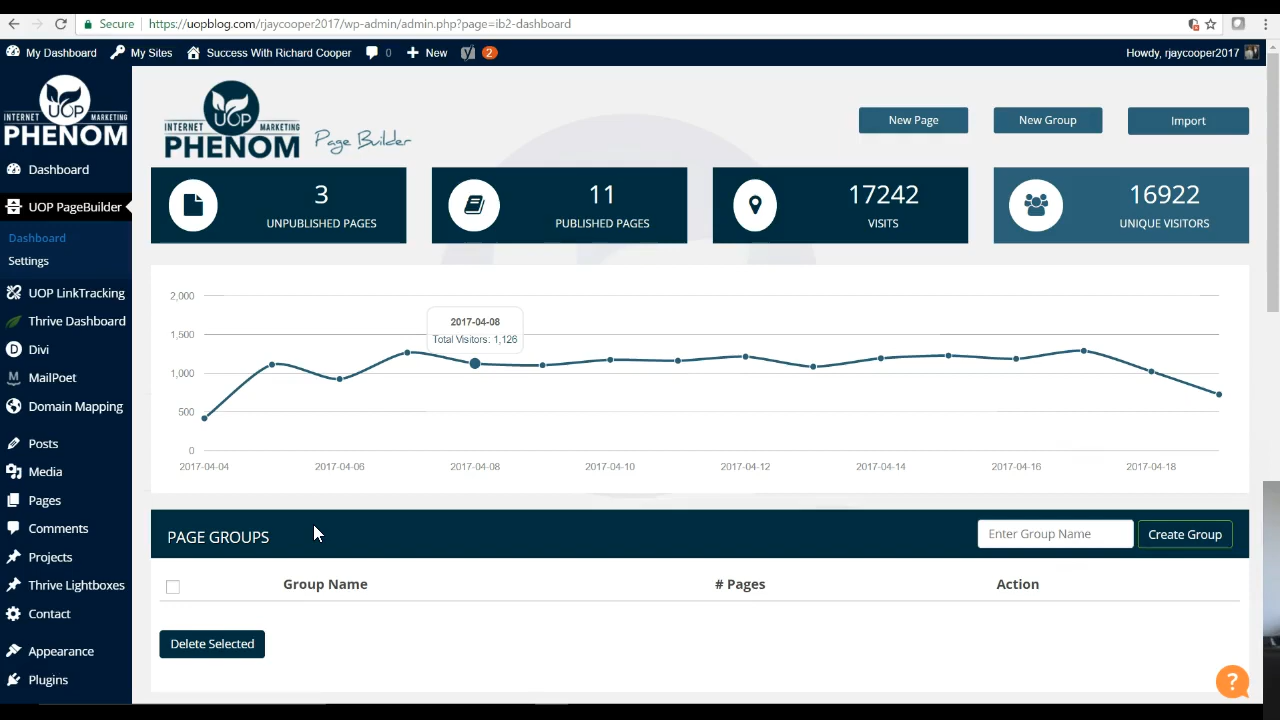 Secure
https://uopblog.com/rjaycooper2017/wp-admin/admin.php?page=ib2-dashboard
My Dashboard
My Sites
Success With Richard Cooper
0
New
2
Howdy, rjaycooper2017
INTERNET UOP MARKETING
PHENOM
Dashboard
UOP PageBuilder
Dashboard
Settings
UOP LinkTracking
Thrive Dashboard
Divi
MailPoet
Domain Mapping
Posts
Media
Pages
Comments
Projects
Thrive Lightboxes
Contact
Appearance
Plugins
INTERNET UOP MARKETING
PHENOM
Page Builder
New Page
New Group
Import
3
UNPUBLISHED PAGES
11
PUBLISHED PAGES
17242
VISITS
16922
UNIQUE VISITORS
2,000
1,500
1,000
500
0
2017-04-08
Total Visitors: 1,126
2017-04-04
2017-04-06
2017-04-08
2017-04-10
2017-04-12
2017-04-14
2017-04-16
2017-04-18
PAGE GROUPS
Enter Group Name
Create Group
Group Name
# Pages
Action
Delete Selected
?